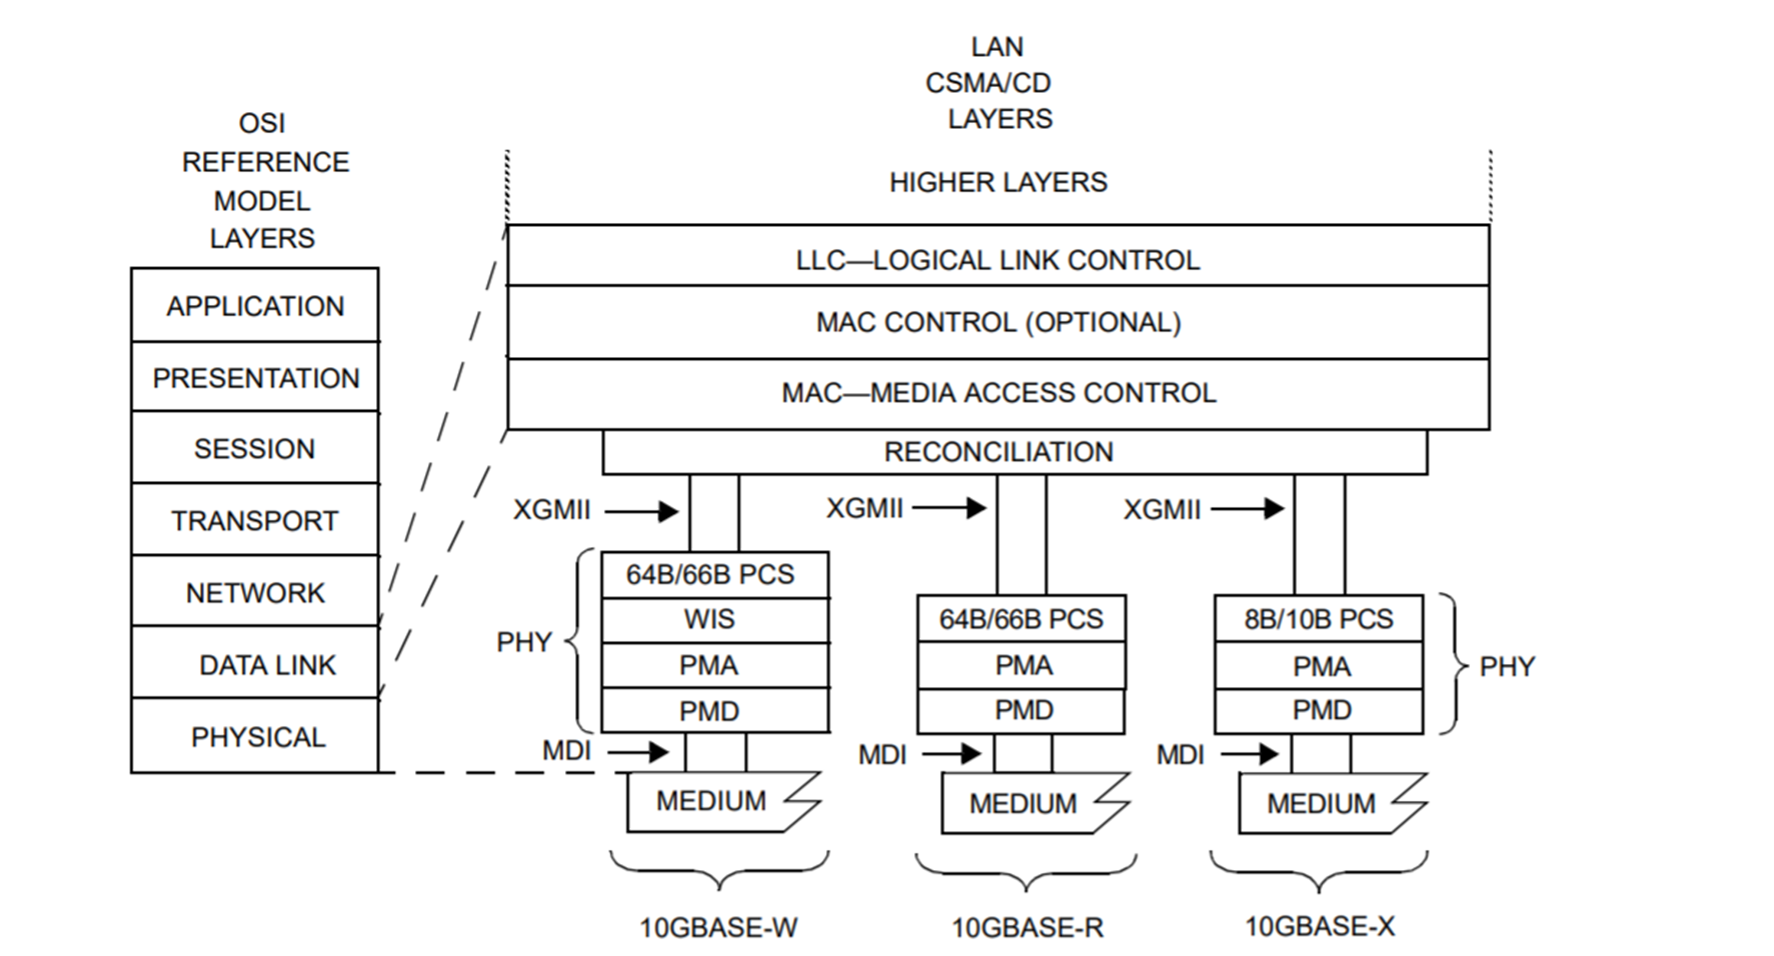 LAN
CSMA/CD
LAYERS
OSI
REFERENCE
MODEL
LAYERS
HIGHER LAYERS
LLC—LOGICAL LINK CONTROL
MAC CONTROL (OPTIONAL)
MAC—MEDIA ACCESS CONTROL
RECONCILIATION
APPLICATION
PRESENTATION
SESSION
TRANSPORT
NETWORK
DATA LINK
PHYSICAL
XGMII
XGMII
XGMII
64B/66B PCS
WIS
PMA
PMD
PHY
MDI
MEDIUM
10GBASE-W
64B/66B PCS
PMA
PMD
MDI
MEDIUM
10GBASE-R
8B/10B PCS
PMA
PMD
PHY
MDI
MEDIUM
10GBASE-X